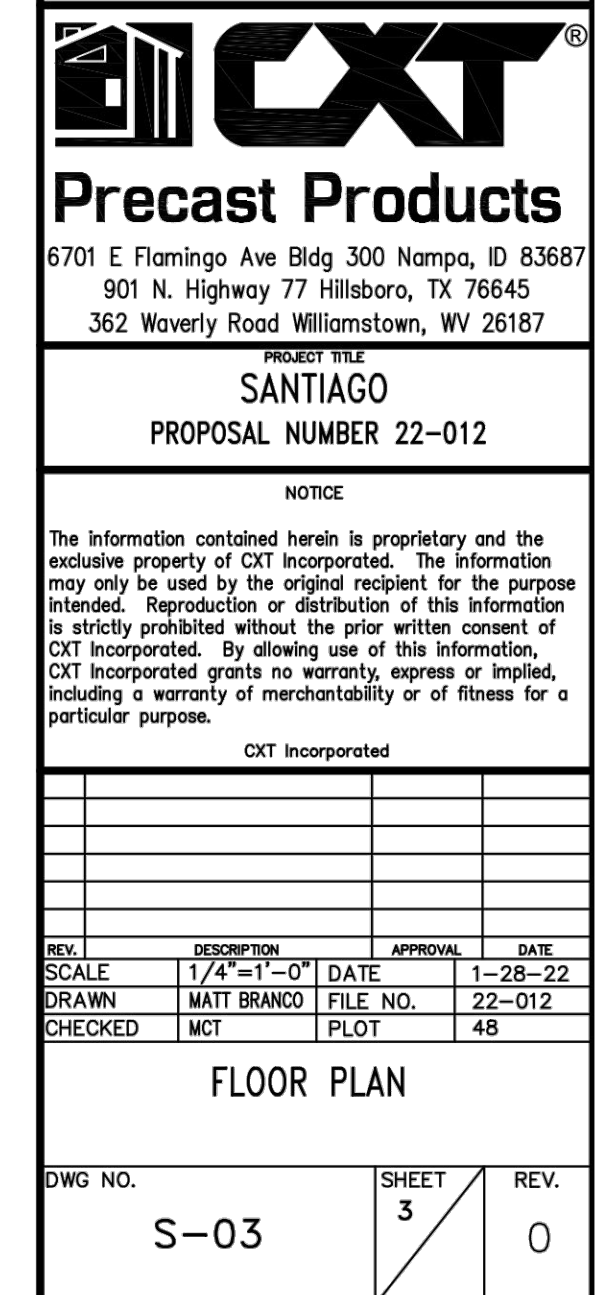 CXT®
Precast Products
6701 E Flamingo Ave Bldg 300 Nampa, ID 83687
901 N. Highway 77 Hillsboro, TX 76645
362 Waverly Road Williamstown, WV 26187
PROJECT TITLE
SANTIAGO
PROPOSAL NUMBER 22-012
NOTICE
The information contained herein is proprietary and the
exclusive property of CXT Incorporated. The information
may only be used by the original recipient for the purpose
intended. Reproduction or distribution of this information
is strictly prohibited without the prior written consent of
CXT Incorporated. By allowing use of this information,
CXT Incorporated grants no warranty, express or implied,
including a warranty of merchantability or of fitness for a
particular purpose.
CXT Incorporated
REV. DESCRIPTION APPROVAL DATE
SCALE 1/4"=1'-0" DATE 1-28-22
DRAWN MATT BRANCO FILE NO. 22-012
CHECKED MCT PLOT 48
FLOOR PLAN
DWG NO. SHEET REV.
S-03 3 0